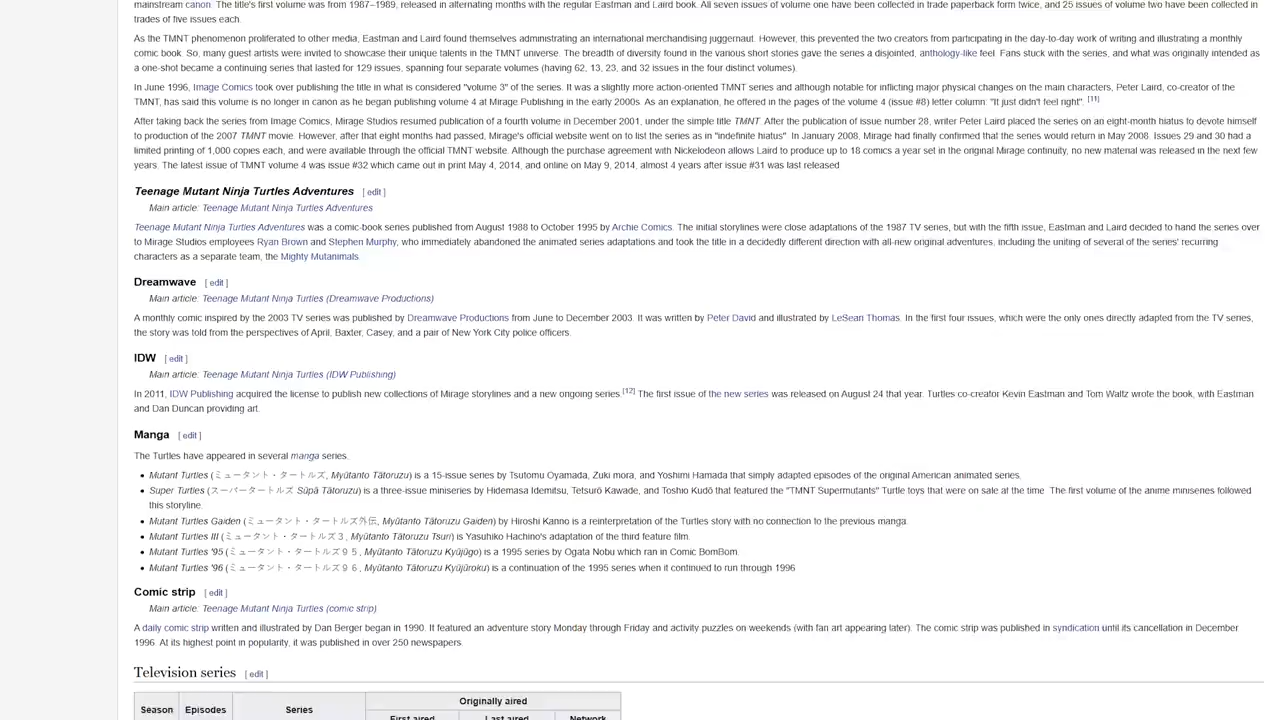 mainstream canon. The title's first volume was from 1987–1989, released in alternating months with the regular Eastman and Laird book. All seven issues of volume one have been collected in trade paperback form twice, and 25 issues of volume two have been collected in
trades of five issues each.
As the TMNT phenomenon proliferated to other media, Eastman and Laird found themselves administrating an international merchandising juggernaut. However, this prevented the two creators from participating in the day-to-day work of writing and illustrating a monthly
comic book. So, many guest artists were invited to showcase their unique talents in the TMNT universe. The breadth of diversity found in the various short stories gave the series a disjointed, anthology-like feel. Fans stuck with the series, and what was originally intended as
a one-shot became a continuing series that lasted for 129 issues, spanning four separate volumes (having 62, 13, 23, and 32 issues in the four distinct volumes).
In June 1996, Image Comics took over publishing the title in what is considered "volume 3" of the series. It was a slightly more action-oriented TMNT series and although notable for inflicting major physical changes on the main characters, Peter Laird, co-creator of the
TMNT, has said this volume is no longer in canon as he began publishing volume 4 at Mirage Publishing in the early 2000s. As an explanation, he offered in the pages of the volume 4 (issue #8) letter column: "It just didn't feel right". [11]
After taking back the series from Image Comics, Mirage Studios resumed publication of a fourth volume in December 2001, under the simple title TMNT. After the publication of issue number 28, writer Peter Laird placed the series on an eight-month hiatus to devote himself
to production of the 2007 TMNT movie. However, after that eight months had passed, Mirage's official website went on to list the series as in "indefinite hiatus". In January 2008, Mirage had finally confirmed that the series would return in May 2008. Issues 29 and 30 had a
limited printing of 1,000 copies each, and were available through the official TMNT website. Although the purchase agreement with Nickelodeon allows Laird to produce up to 18 comics a year set in the original Mirage continuity, no new material was released in the next few
years. The latest issue of TMNT volume 4 was issue #32 which came out in print May 4, 2014, and online on May 9, 2014, almost 4 years after issue #31 was last released
Teenage Mutant Ninja Turtles Adventures [ edit ]
Main article: Teenage Mutant Ninja Turtles Adventures
Teenage Mutant Ninja Turtles Adventures was a comic-book series published from August 1988 to October 1995 by Archie Comics. The initial storylines were close adaptations of the 1987 TV series, but with the fifth issue, Eastman and Laird decided to hand the series over
to Mirage Studios employees Ryan Brown and Stephen Murphy, who immediately abandoned the animated series adaptations and took the title in a decidedly different direction with all-new original adventures, including the uniting of several of the series' recurring
characters as a separate team, the Mighty Mutanimals.
Dreamwave [ edit ]
Main article: Teenage Mutant Ninja Turtles (Dreamwave Productions)
A monthly comic inspired by the 2003 TV series was published by Dreamwave Productions from June to December 2003. It was written by Peter David and illustrated by LeSean Thomas. In the first four issues, which were the only ones directly adapted from the TV series,
the story was told from the perspectives of April, Baxter, Casey, and a pair of New York City police officers.
IDW [ edit ]
Main article: Teenage Mutant Ninja Turtles (IDW Publishing)
In 2011, IDW Publishing acquired the license to publish new collections of Mirage storylines and a new ongoing series.[12] The first issue of the new series was released on August 24 that year. Turtles co-creator Kevin Eastman and Tom Waltz wrote the book, with Eastman
and Dan Duncan providing art.
Manga [ edit ]
The Turtles have appeared in several manga series.
• Mutant Turtles (ミュータント・タートルズ, Myūtanto Tātoruzu) is a 15-issue series by Tsutomu Oyamada, Zuki mora, and Yoshimi Hamada that simply adapted episodes of the original American animated series.
• Super Turtles (スーパータートルズ Sūpā Tātoruzu) is a three-issue miniseries by Hidemasa Idemitsu, Tetsurō Kawade, and Toshio Kudō that featured the "TMNT Supermutants" Turtle toys that were on sale at the time. The first volume of the anime miniseries followed
this storyline.
• Mutant Turtles Gaiden (ミュータント・タートルズ外伝, Myūtanto Tātoruzu Gaiden) by Hiroshi Kanno is a reinterpretation of the Turtles story with no connection to the previous manga.
• Mutant Turtles III (ミュータント・タートルズ３, Myūtanto Tātoruzu Tsurī) is Yasuhiko Hachino's adaptation of the third feature film.
• Mutant Turtles '95 (ミュータント・タートルズ９５, Myūtanto Tātoruzu Kyūjūgo) is a 1995 series by Ogata Nobu which ran in Comic BomBom.
• Mutant Turtles '96 (ミュータント・タートルズ９６, Myūtanto Tātoruzu Kyūjūroku) is a continuation of the 1995 series when it continued to run through 1996
Comic strip [ edit ]
Main article: Teenage Mutant Ninja Turtles (comic strip)
A daily comic strip written and illustrated by Dan Berger began in 1990. It featured an adventure story Monday through Friday and activity puzzles on weekends (with fan art appearing later). The comic strip was published in syndication until its cancellation in December
1996. At its highest point in popularity, it was published in over 250 newspapers.
Television series [ edit ]
Season Episodes Series Originally aired
First aired Last aired Network